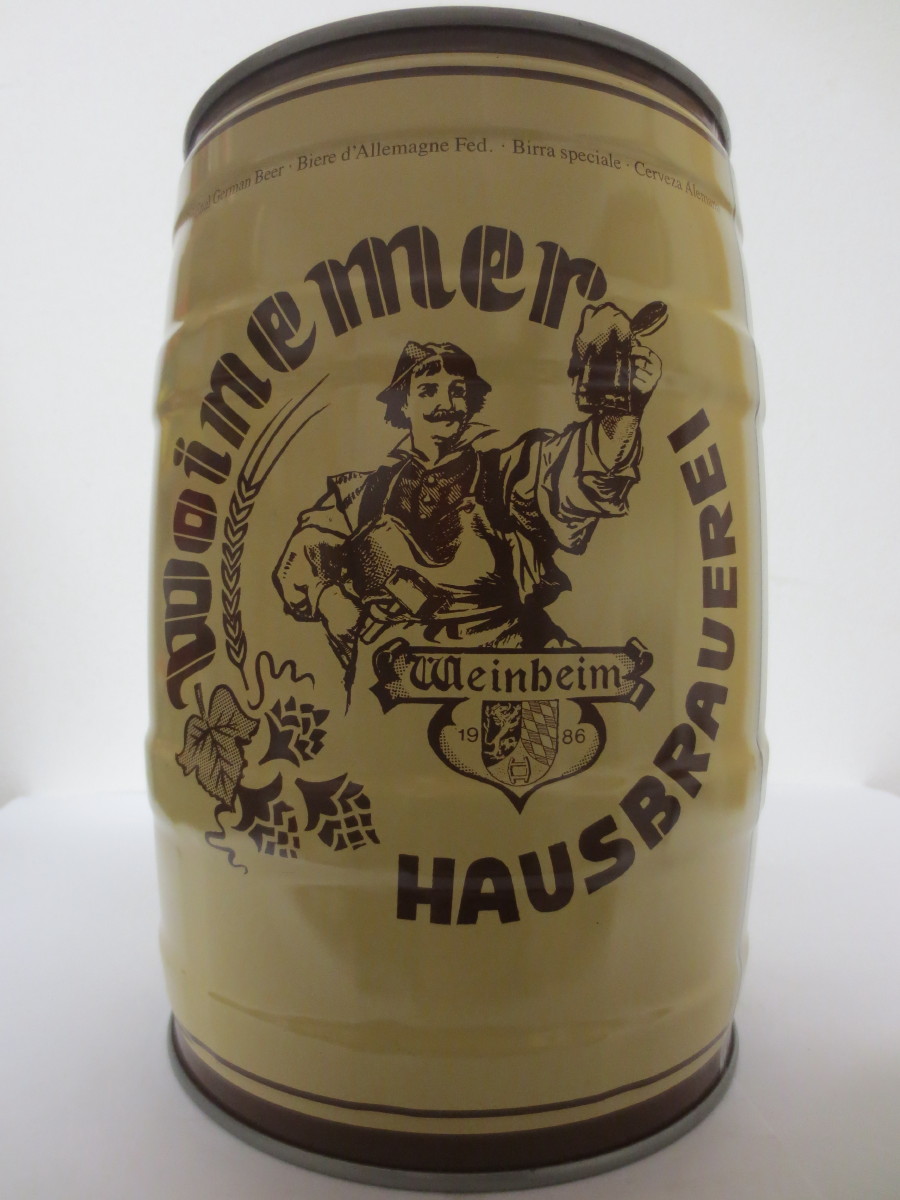 German Beer · Biere d'Allemagne Fed. · Birra speciale · Cerveza
Woinemer
HAUSBRAUEREI
Weinheim
19 86